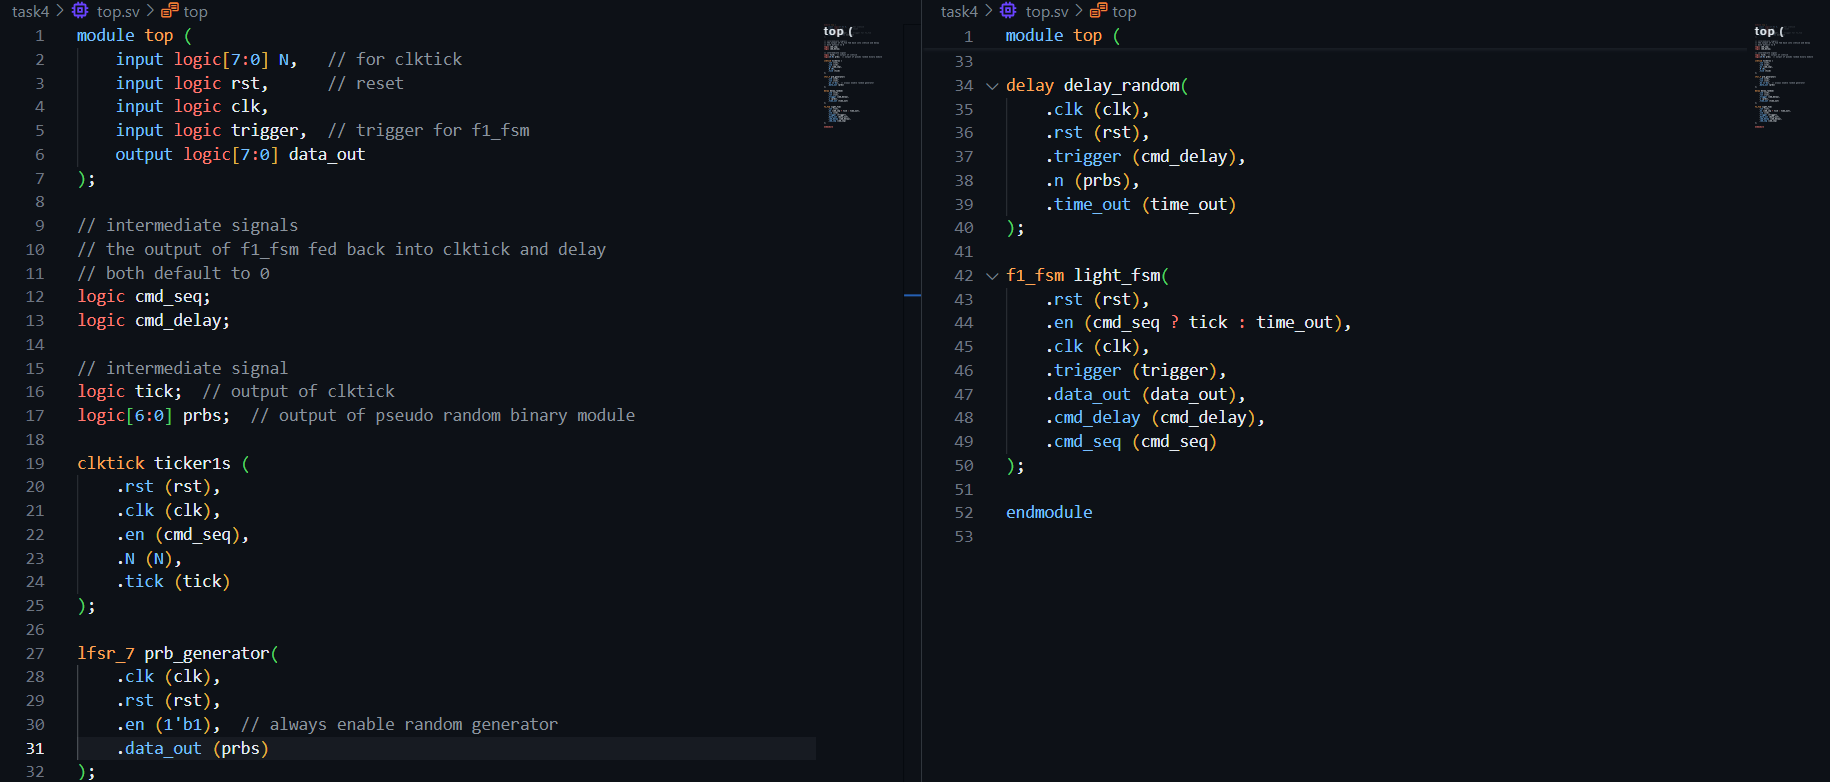 task4 > top.sv > top
1 module top (
2 input logic[7:0] N,   // for clktick
3 input logic rst,      // reset
4 input logic clk,
5 input logic trigger,  // trigger for f1_fsm
6 output logic[7:0] data_out
7 );
8
9 // intermediate signals
10 // the output of f1_fsm fed back into clktick and delay
11 // both default to 0
12 logic cmd_seq;
13 logic cmd_delay;
14
15 // intermediate signal
16 logic tick;  // output of clktick
17 logic[6:0] prbs;  // output of pseudo random binary module
18
19 clktick ticker1s (
20 .rst (rst),
21 .clk (clk),
22 .en (cmd_seq),
23 .N (N),
24 .tick (tick)
25 );
26
27 lfsr_7 prb_generator(
28 .clk (clk),
29 .rst (rst),
30 .en (1'b1),  // always enable random generator
31 .data_out (prbs)
32 );
top (
task4 > top.sv > top
1 module top (
33
34 delay delay_random(
35 .clk (clk),
36 .rst (rst),
37 .trigger (cmd_delay),
38 .n (prbs),
39 .time_out (time_out)
40 );
41
42 f1_fsm light_fsm(
43 .rst (rst),
44 .en (cmd_seq ? tick : time_out),
45 .clk (clk),
46 .trigger (trigger),
47 .data_out (data_out),
48 .cmd_delay (cmd_delay),
49 .cmd_seq (cmd_seq)
50 );
51
52 endmodule
53
top (